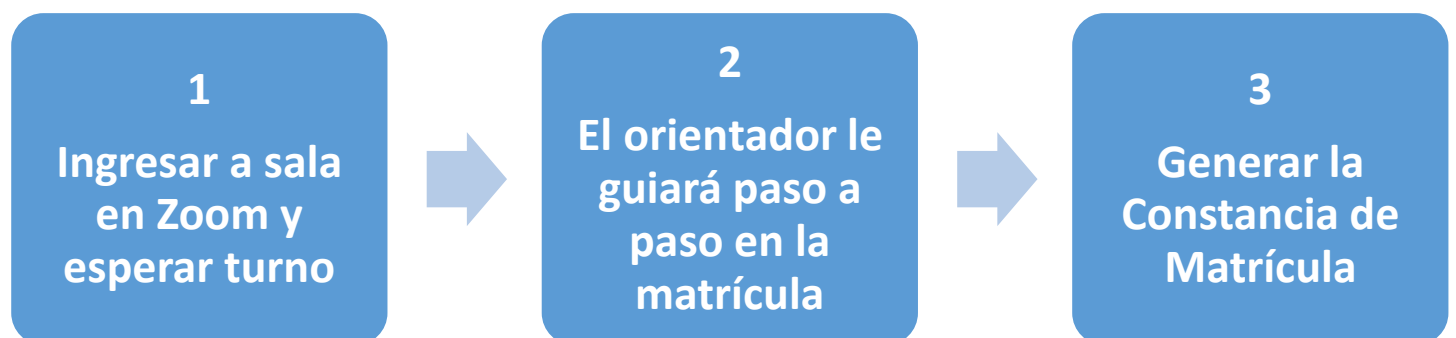 1
Ingresar a sala
en Zoom y
esperar turno
2
El orientador le
guiará paso a
paso en la
matrícula
3
Generar la
Constancia de
Matrícula